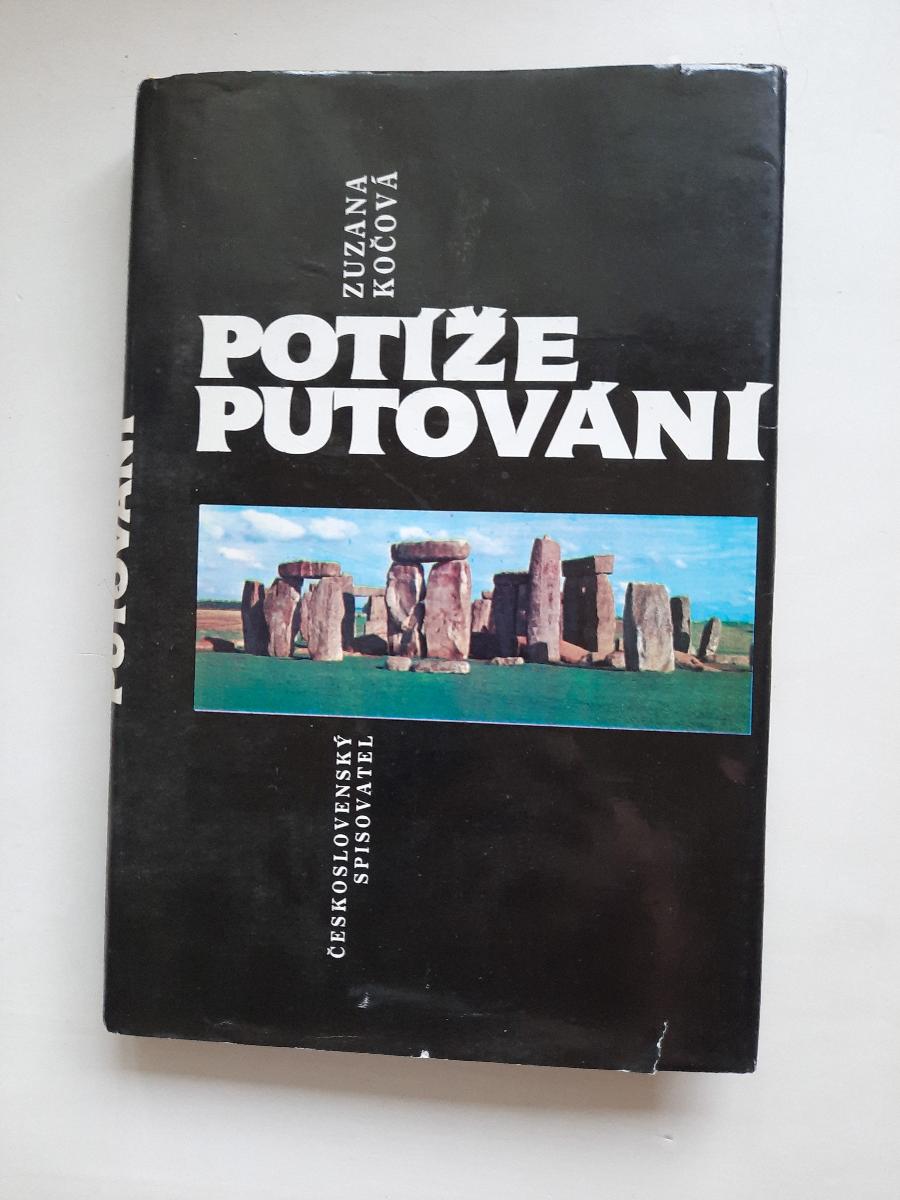 ZUZANA
KOČOVÁ
POTÍŽE
PUTOVÁNÍ
ČESKOSLOVENSKÝ
SPISOVATEL
PUTOVÁNÍ